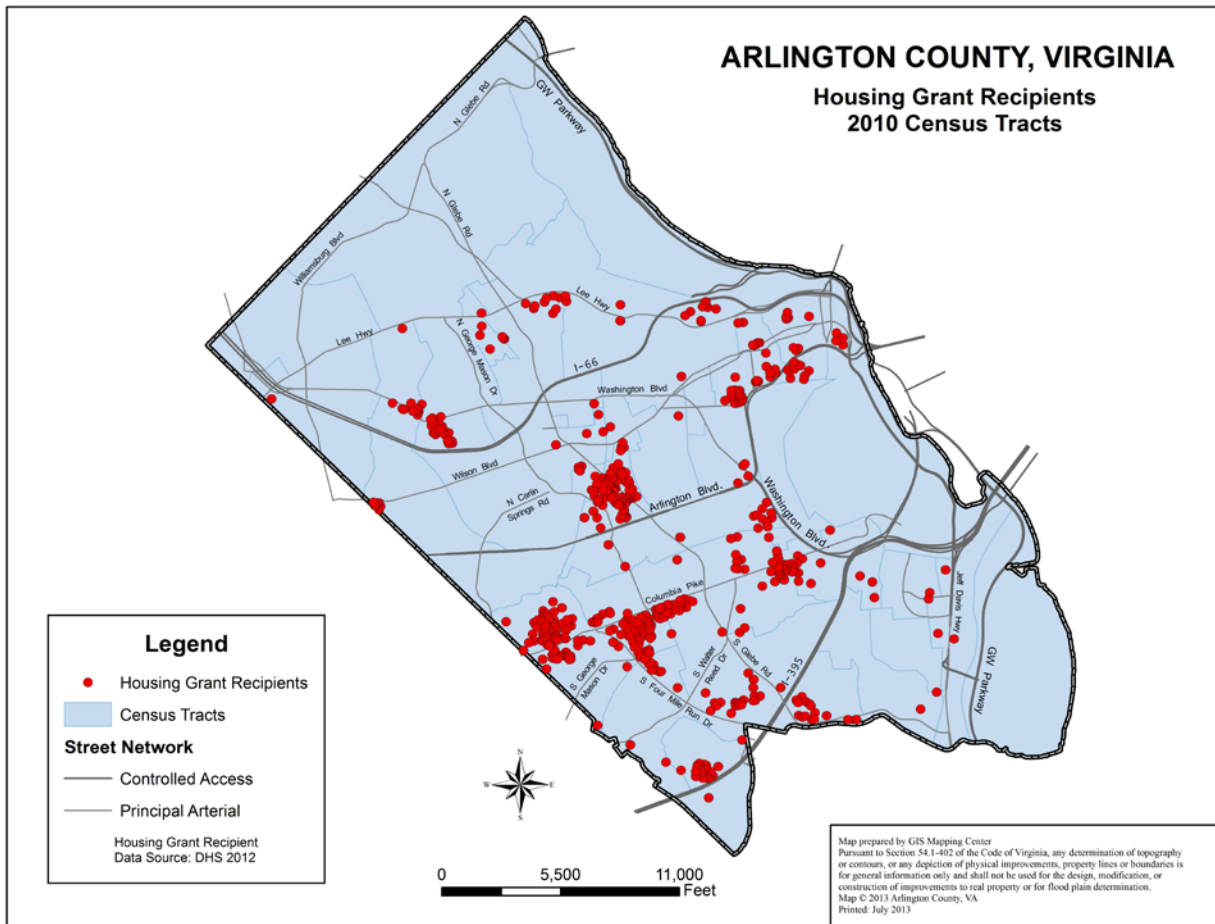 ARLINGTON COUNTY, VIRGINIA
Housing Grant Recipients
2010 Census Tracts
GW Parkway
N Glebe Rd
N Glebe Rd
Williamsburg Blvd
Lee Hwy
Lee Hwy
N George Mason Dr
I-66
Washington Blvd
Wilson Blvd
N Carlin
Springs Rd
Arlington Blvd.
Washington Blvd.
Columbia Pike
Jeff Davis Hwy
GW Parkway
S George
Mason Dr
S Walter
Reed Dr
S Glebe Rd
I-395
S Four Mile Run Dr
Legend
Housing Grant Recipients
Census Tracts
Street Network
Controlled Access
Principal Arterial
Housing Grant Recipient
Data Source: DHS 2012
N
W
E
S
0
5,500
11,000
Feet
Map prepared by GIS Mapping Center
Pursuant to Section 54.1-402 of the Code of Virginia, any determination of topography
or contours, or any depiction of physical improvements, property lines or boundaries is
for general information only and shall not be used for the design, modification, or
construction of improvements to real property or for flood plain determination.
Map © 2013 Arlington County, VA
Printed: July 2013